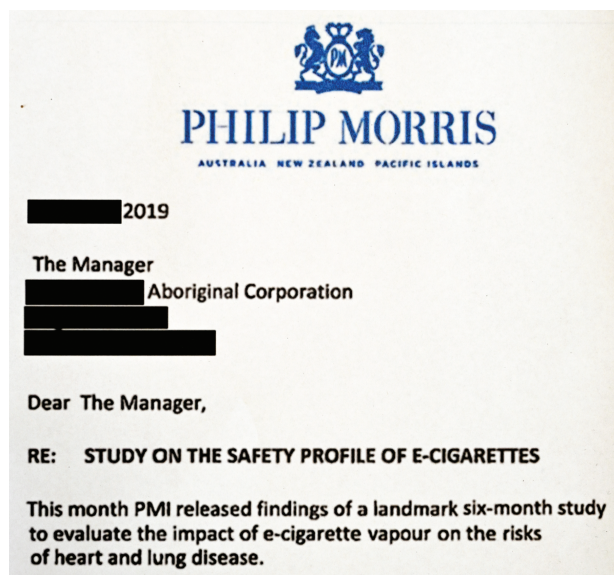 PM
PHILIP MORRIS
AUSTRALIA NEW ZEALAND PACIFIC ISLANDS
2019
The Manager
Aboriginal Corporation
Dear The Manager,
RE: STUDY ON THE SAFETY PROFILE OF E-CIGARETTES
This month PMI released findings of a landmark six-month study
to evaluate the impact of e-cigarette vapour on the risks
of heart and lung disease.